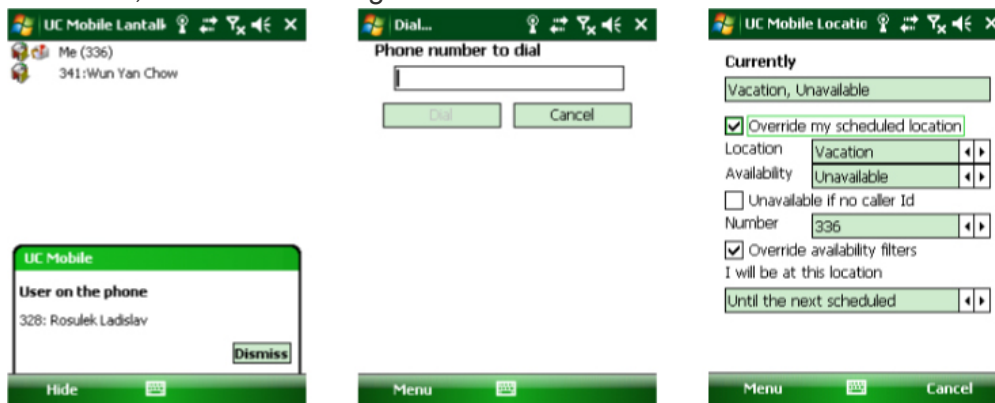 UC Mobile Lantalk
Me (336)
341:Wun Yan Chow
UC Mobile
User on the phone
328: Rosulek Ladislav
Dismiss
Hide
Dial...
Phone number to dial
Dial
Cancel
Menu
UC Mobile Locatio
Currently
Vacation, Unavailable
Override my scheduled location
Location Vacation
Availability Unavailable
Unavailable if no caller Id
Number 336
Override availability filters
I will be at this location
Until the next scheduled
Menu Cancel